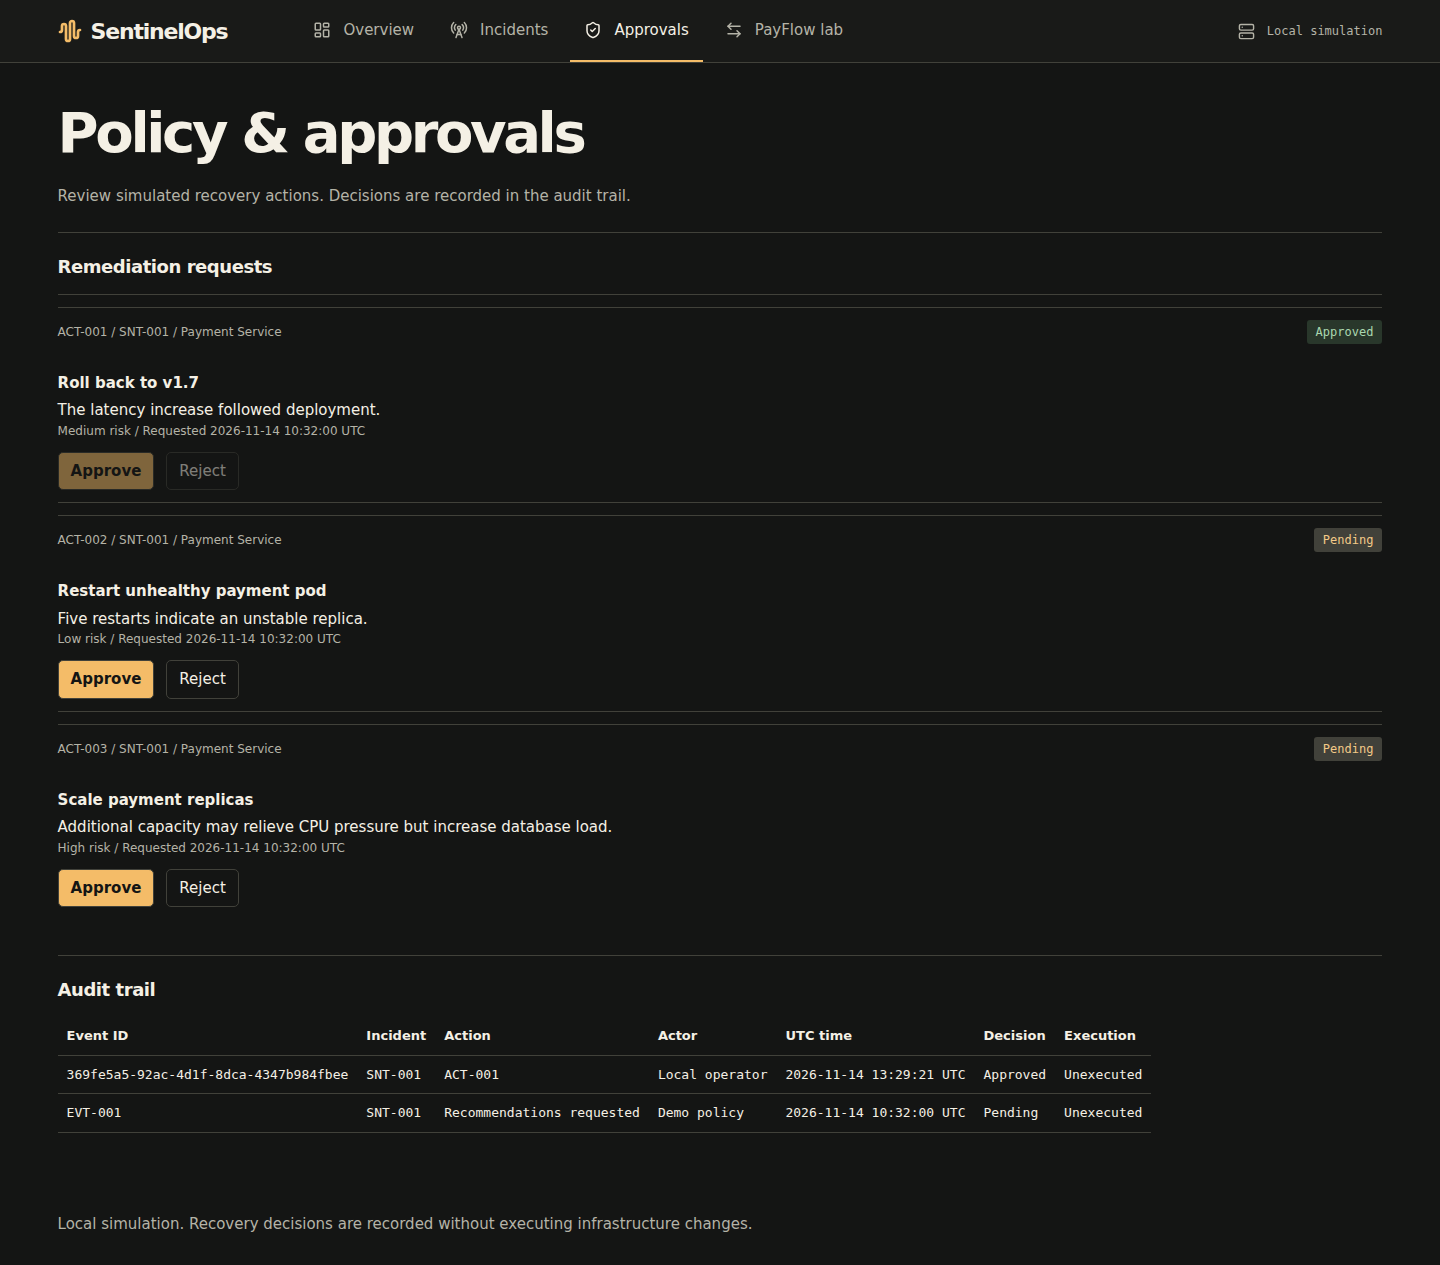 SentinelOps Overview Incidents Approvals PayFlow lab Local simulation
Policy & approvals
Review simulated recovery actions. Decisions are recorded in the audit trail.
Remediation requests
ACT-001 / SNT-001 / Payment Service Approved
Roll back to v1.7
The latency increase followed deployment.
Medium risk / Requested 2026-11-14 10:32:00 UTC
Approve Reject
ACT-002 / SNT-001 / Payment Service Pending
Restart unhealthy payment pod
Five restarts indicate an unstable replica.
Low risk / Requested 2026-11-14 10:32:00 UTC
Approve Reject
ACT-003 / SNT-001 / Payment Service Pending
Scale payment replicas
Additional capacity may relieve CPU pressure but increase database load.
High risk / Requested 2026-11-14 10:32:00 UTC
Approve Reject
Audit trail
Event ID Incident Action Actor UTC time Decision Execution
369fe5a5-92ac-4d1f-8dca-4347b984fbee SNT-001 ACT-001 Local operator 2026-11-14 13:29:21 UTC Approved Unexecuted
EVT-001 SNT-001 Recommendations requested Demo policy 2026-11-14 10:32:00 UTC Pending Unexecuted
Local simulation. Recovery decisions are recorded without executing infrastructure changes.